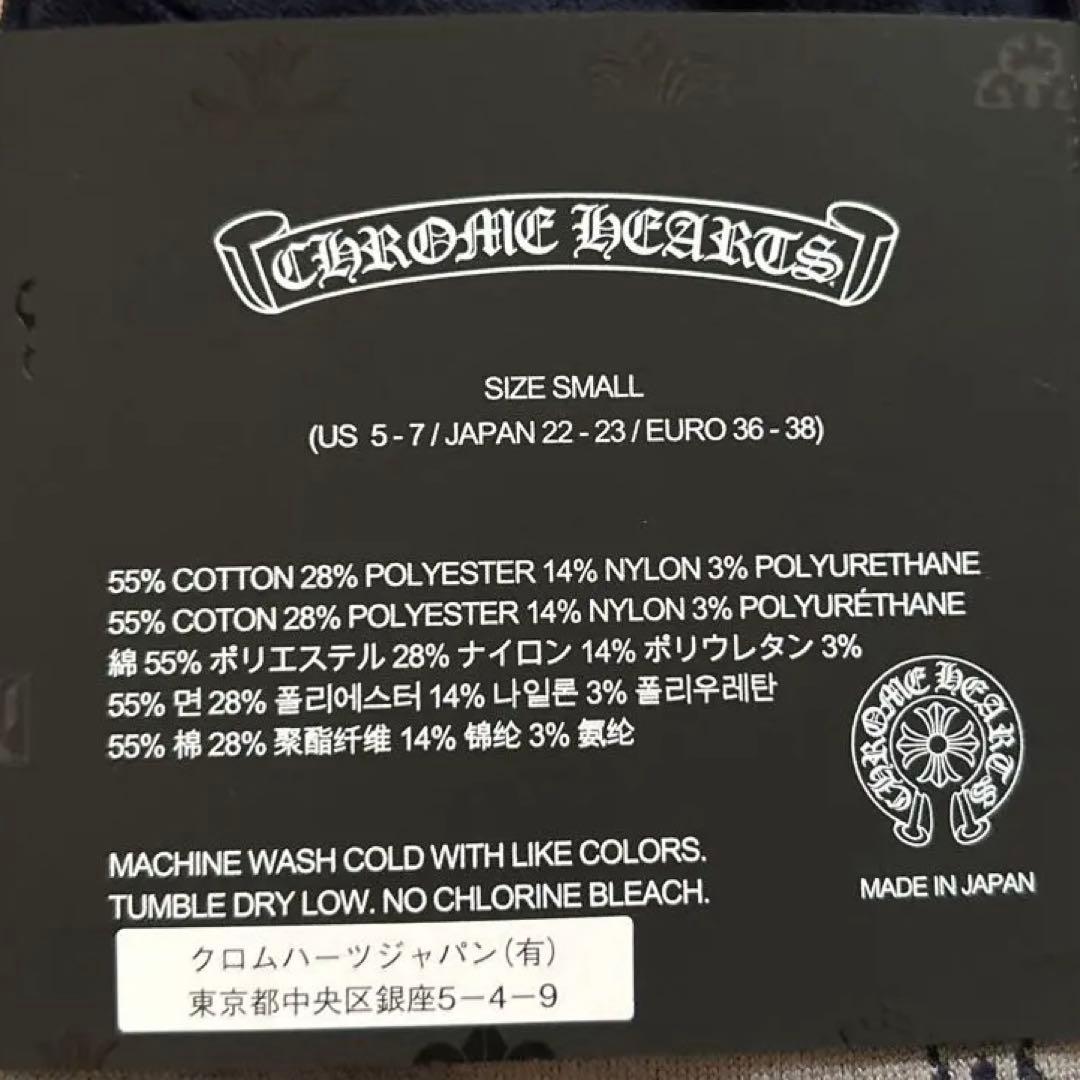 CHROME HEARTS
SIZE SMALL
(US 5 - 7 / JAPAN 22 - 23 / EURO 36 - 38)
55% COTTON 28% POLYESTER 14% NYLON 3% POLYURETHANE
55% COTON 28% POLYESTER 14% NYLON 3% POLYURÉTHANE
綿 55% ポリエステル 28% ナイロン 14% ポリウレタン 3%
55% 면 28% 폴리에스터 14% 나일론 3% 폴리우레탄
55% 棉 28% 聚酯纤维 14% 锦纶 3% 氨纶
CHROME HEARTS
MADE IN JAPAN
MACHINE WASH COLD WITH LIKE COLORS.
TUMBLE DRY LOW. NO CHLORINE BLEACH.
クロムハーツジャパン(有)
東京都中央区銀座5-4-9